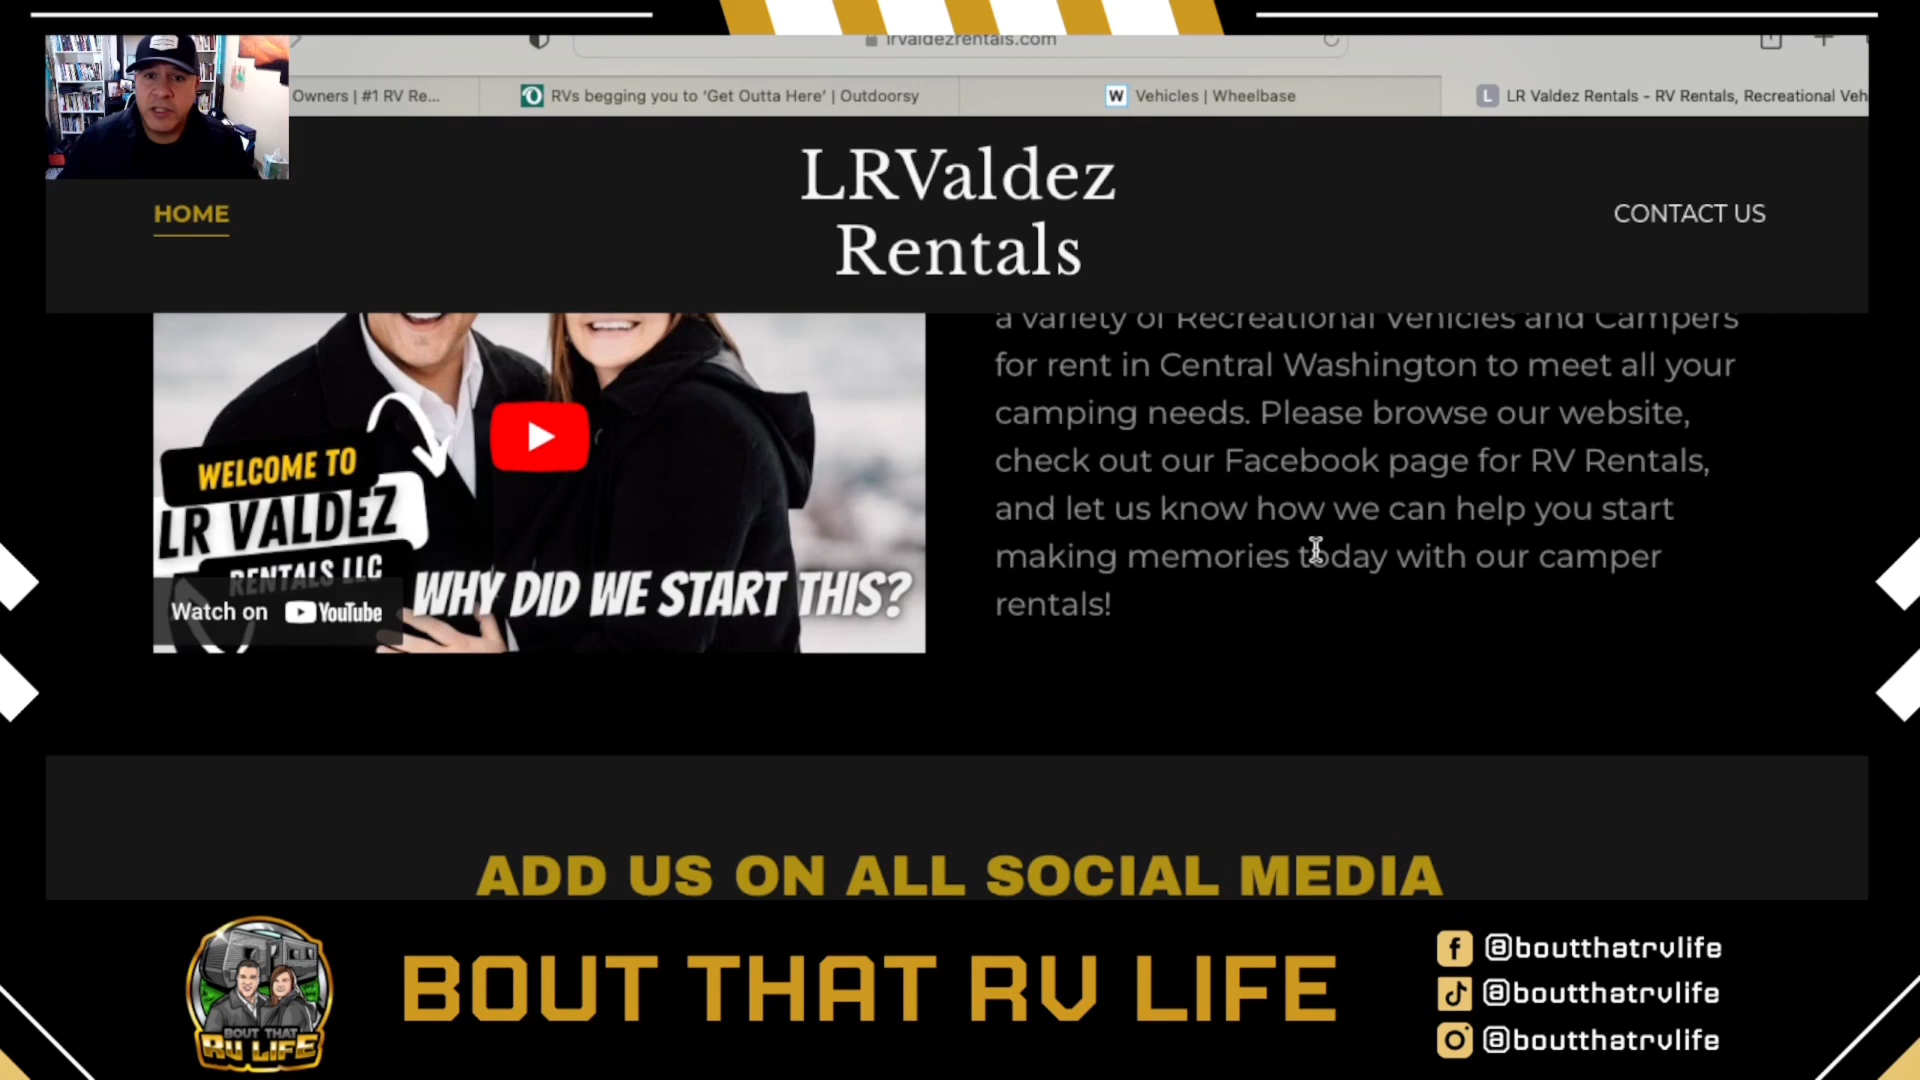 lrvaldezrentals.com
Owners | #1 RV Re...
RVs begging you to ‘Get Outta Here’ | Outdoorsy
W Vehicles | Wheelbase
L LR Valdez Rentals - RV Rentals, Recreational Veh
HOME
LRValdez
Rentals
CONTACT US
WELCOME TO
LR VALDEZ
RENTALS LLC
WHY DID WE START THIS?
Watch on YouTube
a variety of Recreational Vehicles and Campers
for rent in Central Washington to meet all your
camping needs. Please browse our website,
check out our Facebook page for RV Rentals,
and let us know how we can help you start
making memories today with our camper
rentals!
ADD US ON ALL SOCIAL MEDIA
BOUT THAT
RV LIFE
BOUT THAT RV LIFE
@boutthatrvlife
@boutthatrvlife
@boutthatrvlife